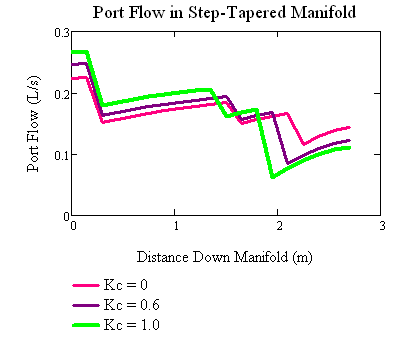 Port Flow in Step-Tapered Manifold
Port Flow (L/s)
0.3
0.2
0.1
0
0 1 2 3
Distance Down Manifold (m)
Kc = 0
Kc = 0.6
Kc = 1.0